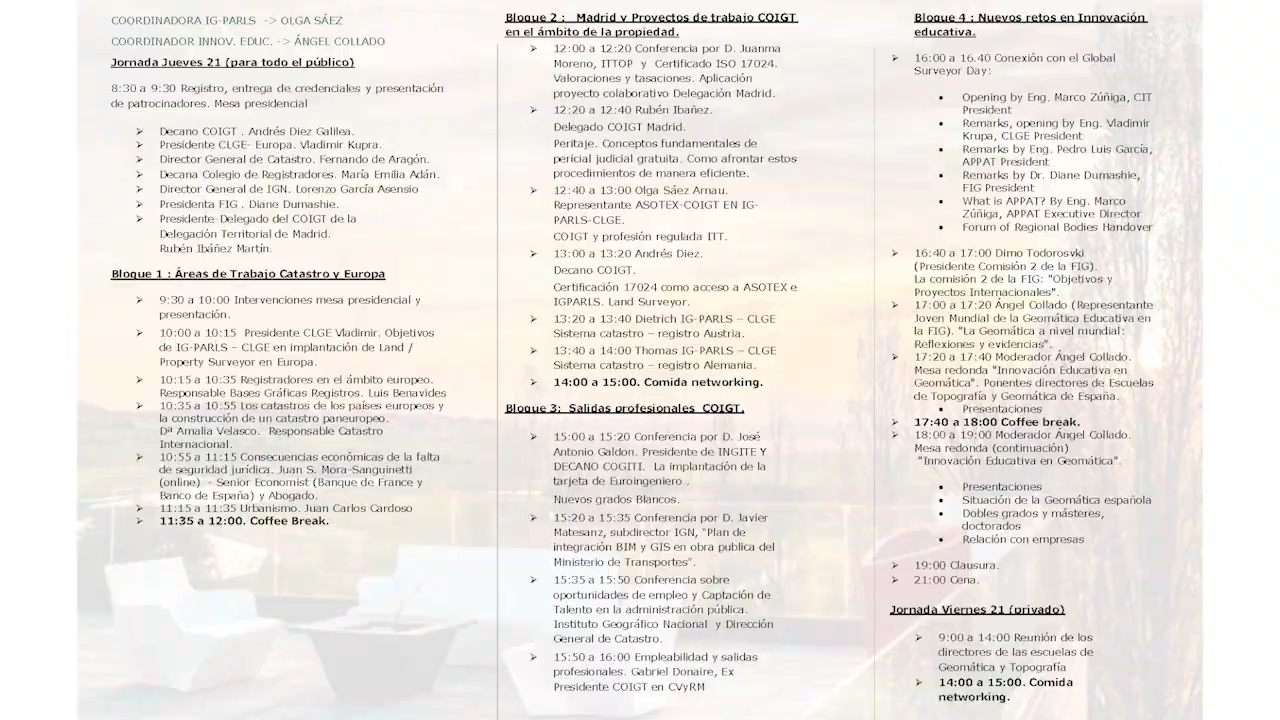 COORDINADORA IG-PARLS -> OLGA SÁEZ
COORDINADOR INNOV. EDUC. -> ÁNGEL COLLADO
Jornada Jueves 21 (para todo el público)
8:30 a 9:30 Registro, entrega de credenciales y presentación
de patrocinadores. Mesa presidencial
➢ Decano COIGT . Andrés Diez Galilea.
➢ Presidente CLGE- Europa. Vladimir Kupra.
➢ Director General de Catastro. Fernando de Aragón.
➢ Decana Colegio de Registradores. María Emilia Adán.
➢ Director General de IGN. Lorenzo García Asensio
➢ Presidenta FIG . Diane Dumashie.
➢ Presidente-Delegado del COIGT de la
Delegación Territorial de Madrid.
Rubén Ibáñez Martín.
Bloque 1 : Áreas de Trabajo Catastro y Europa
➢ 9:30 a 10:00 Intervenciones mesa presidencial y
presentación.
➢ 10:00 a 10:15 Presidente CLGE Vladimir. Objetivos
de IG-PARLS – CLGE en implantación de Land /
Property Surveyor en Europa.
➢ 10:15 a 10:35 Registradores en el ámbito europeo.
Responsable Bases Gráficas Registros. Luis Benavides
➢ 10:35 a 10:55 Los catastros de los países europeos y
la construcción de un catastro paneuropeo.
Dª Amalia Velasco. Responsable Catastro
Internacional.
➢ 10:55 a 11:15 Consecuencias económicas de la falta
de seguridad jurídica. Juan S. Mora-Sanguinetti
(online) - Senior Economist (Banque de France y
Banco de España) y Abogado.
➢ 11:15 a 11:35 Urbanismo. Juan Carlos Cardoso
➢ 11:35 a 12:00. Coffee Break.
Bloque 2 : Madrid y Proyectos de trabajo COIGT
en el ámbito de la propiedad.
➢ 12:00 a 12:20 Conferencia por D. Juanma
Moreno, ITTOP y Certificado ISO 17024.
Valoraciones y tasaciones. Aplicación
proyecto colaborativo Delegación Madrid.
➢ 12:20 a 12:40 Rubén Ibañez.
Delegado COIGT Madrid.
Peritaje. Conceptos fundamentales de
pericial judicial gratuita. Como afrontar estos
procedimientos de manera eficiente.
➢ 12:40 a 13:00 Olga Sáez Arnau.
Representante ASOTEX-COIGT EN IG-
PARLS-CLGE.
COIGT y profesión regulada ITT.
➢ 13:00 a 13:20 Andrés Diez.
Decano COIGT.
Certificación 17024 como acceso a ASOTEX e
IGPARLS. Land Surveyor.
➢ 13:20 a 13:40 Dietrich IG-PARLS – CLGE
Sistema catastro – registro Austria.
➢ 13:40 a 14:00 Thomas IG-PARLS – CLGE
Sistema catastro – registro Alemania.
➢ 14:00 a 15:00. Comida networking.
Bloque 3: Salidas profesionales COIGT.
➢ 15:00 a 15:20 Conferencia por D. José
Antonio Galdon. Presidente de INGITE Y
DECANO COGITI. La implantación de la
tarjeta de Euroingeniero .
Nuevos grados Blancos.
➢ 15:20 a 15:35 Conferencia por D. Javier
Matesanz, subdirector IGN, “Plan de
integración BIM y GIS en obra publica del
Ministerio de Transportes”.
➢ 15:35 a 15:50 Conferencia sobre
oportunidades de empleo y Captación de
Talento en la administración pública.
Instituto Geográfico Nacional y Dirección
General de Catastro.
➢ 15:50 a 16:00 Empleabilidad y salidas
profesionales. Gabriel Donaire, Ex
Presidente COIGT en CVyRM
Bloque 4 : Nuevos retos en Innovación
educativa.
➢ 16:00 a 16.40 Conexión con el Global
Surveyor Day:
• Opening by Eng. Marco Zúñiga, CIT
President
• Remarks, opening by Eng. Vladimir
Krupa, CLGE President
• Remarks by Eng. Pedro Luis García,
APPAT President
• Remarks by Dr. Diane Dumashie,
FIG President
• What is APPAT? By Eng. Marco
Zúñiga, APPAT Executive Director
• Forum of Regional Bodies Handover
➢ 16:40 a 17:00 Dimo Todorosvki
(Presidente Comisión 2 de la FIG).
La comisión 2 de la FIG: "Objetivos y
Proyectos Internacionales".
➢ 17:00 a 17:20 Ángel Collado (Representante
Joven Mundial de la Geomática Educativa en
la FIG). "La Geomática a nivel mundial:
Reflexiones y evidencias".
➢ 17:20 a 17:40 Moderador Ángel Collado.
Mesa redonda "Innovación Educativa en
Geomática". Ponentes directores de Escuelas
de Topografía y Geomática de España.
• Presentaciones
➢ 17:40 a 18:00 Coffee break.
➢ 18:00 a 19:00 Moderador Ángel Collado.
Mesa redonda (continuación)
"Innovación Educativa en Geomática".
• Presentaciones
• Situación de la Geomática española
• Dobles grados y másteres,
doctorados
• Relación con empresas
➢ 19:00 Clausura.
➢ 21:00 Cena.
Jornada Viernes 21 (privado)
➢ 9:00 a 14:00 Reunión de los
directores de las escuelas de
Geomática y Topografía
➢ 14:00 a 15:00. Comida
networking.